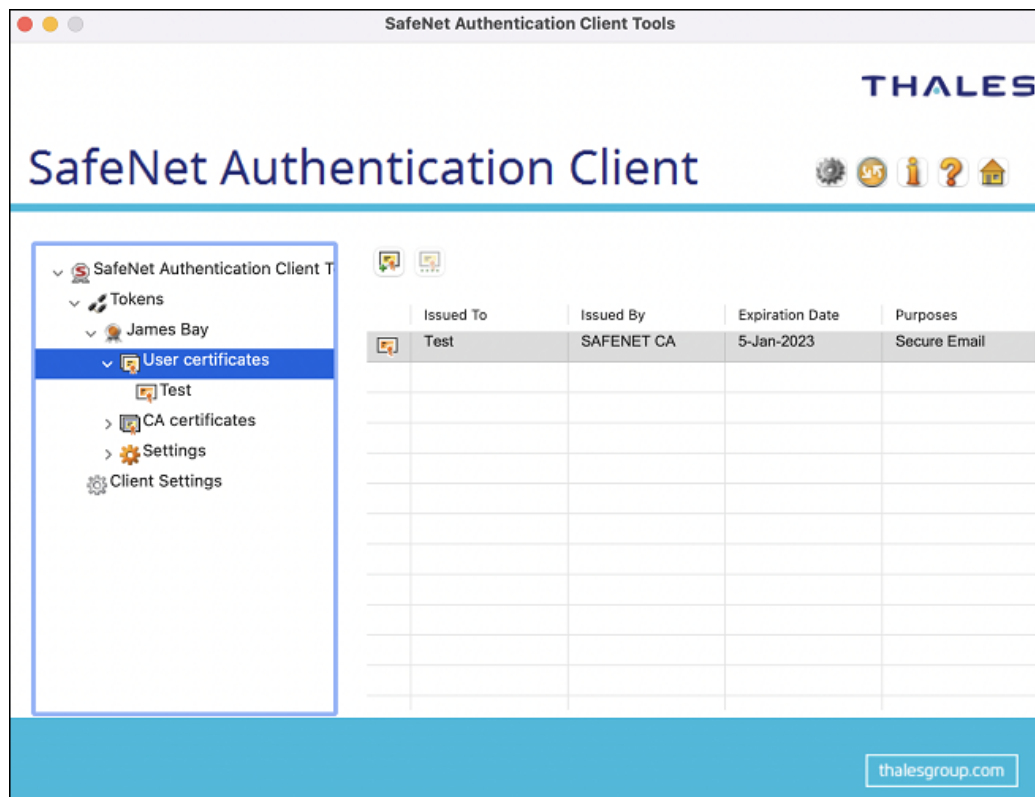 SafeNet Authentication Client Tools
THALES
SafeNet Authentication Client
SafeNet Authentication Client T
Tokens
James Bay
User certificates
Test
CA certificates
Settings
Client Settings
Issued To Issued By Expiration Date Purposes
Test SAFENET CA 5-Jan-2023 Secure Email
thalesgroup.com